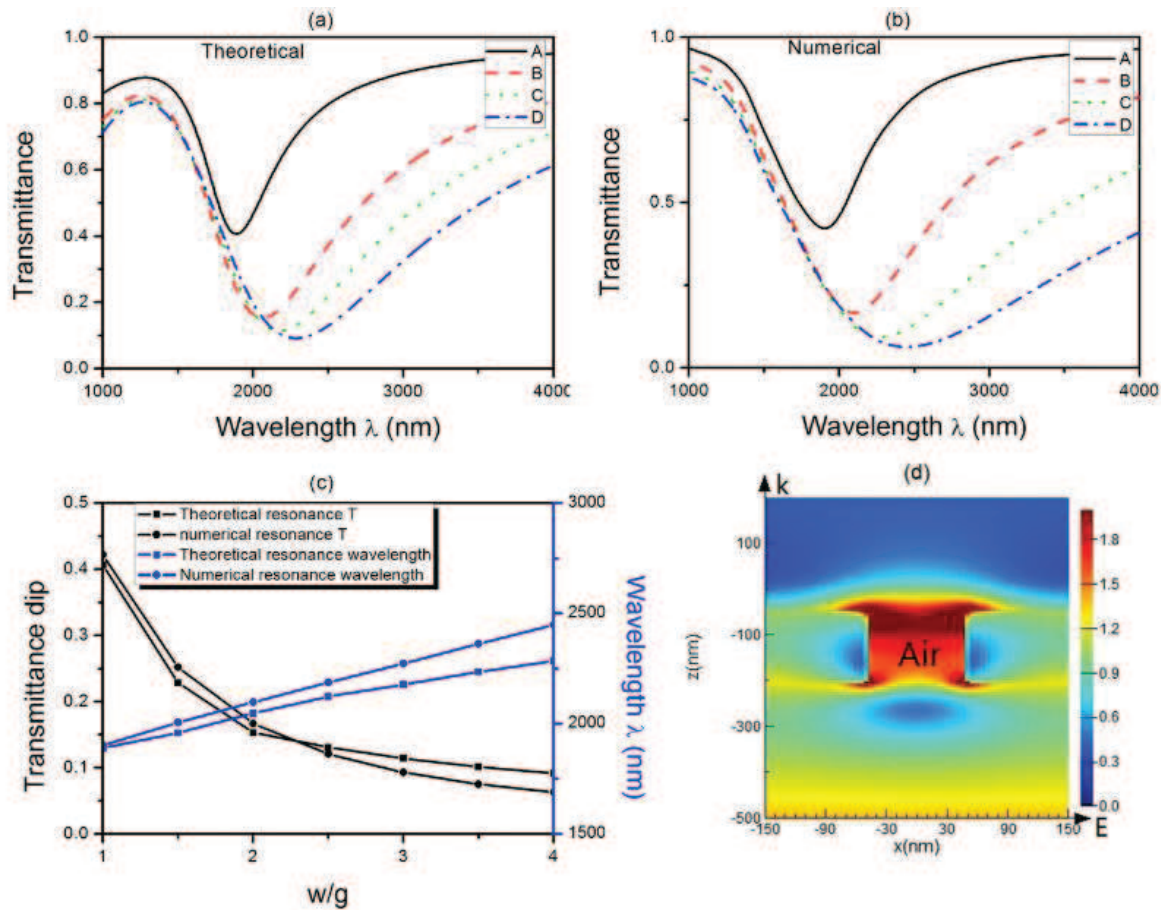 (a)
Theoretical
A
B
C
D
Transmittance
1.0
0.8
0.6
0.4
0.2
0.0
1000
2000
3000
4000
Wavelength λ (nm)
(b)
Numerical
A
B
C
D
Transmittance
1.0
0.5
0.0
1000
2000
3000
4000
Wavelength λ (nm)
(c)
Theoretical resonance T
numerical resonance T
Theoretical resonance wavelength
Numerical resonance wavelength
Transmittance dip
0.5
0.4
0.3
0.2
0.1
0.0
1
2
3
4
w/g
3000
2500
2000
1500
Wavelength λ (nm)
(d)
k
Air
z(nm)
100
-100
-300
-500
-150
-90
-30
30
90
150
x(nm)
E
1.8
1.5
1.2
0.9
0.6
0.3
0.0